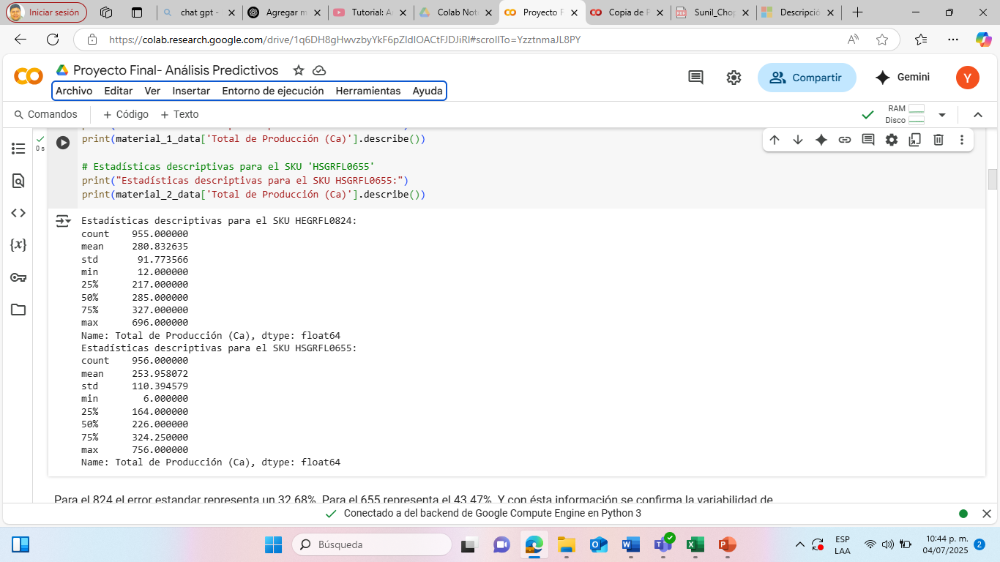 Iniciar sesión
chat gpt -
Agregar m
Tutorial: A
Colab Not
Proyecto F
Copia de P
Sunil_Cho
Descripció
https://colab.research.google.com/drive/1q6DH8gHwvzbyYkF6pZIdIOACtFJDJiRl#scrollTo=YzztnmaJL8PY
Proyecto Final- Análisis Predictivos
Archivo Editar Ver Insertar Entorno de ejecución Herramientas Ayuda
Compartir
Gemini
Y
Comandos + Código + Texto
RAM
Disco
0 s
print(material_1_data['Total de Producción (Ca)'].describe())
# Estadísticas descriptivas para el SKU 'HSGRFL0655'
print("Estadísticas descriptivas para el SKU HSGRFL0655:")
print(material_2_data['Total de Producción (Ca)'].describe())
Estadísticas descriptivas para el SKU HEGRFL0824:
count 955.000000
mean 280.832635
std 91.773566
min 12.000000
25% 217.000000
50% 285.000000
75% 327.000000
max 696.000000
Name: Total de Producción (Ca), dtype: float64
Estadísticas descriptivas para el SKU HSGRFL0655:
count 956.000000
mean 253.958072
std 110.394579
min 6.000000
25% 164.000000
50% 226.000000
75% 324.250000
max 756.000000
Name: Total de Producción (Ca), dtype: float64
Para el 824 el error estandar representa un 32.68%. Para el 655 representa el 43.47%. Y con ésta información se confirma la variabilidad de
Conectado a del backend de Google Compute Engine en Python 3
Búsqueda
ESP
LAA
10:44 p. m.
04/07/2025
2